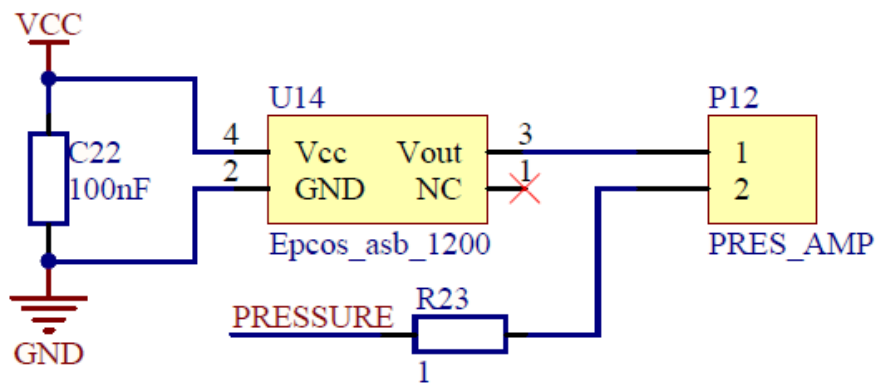 VCC
U14
P12
4
Vcc
Vout
3
1
C22
100nF
2
GND
NC
1
2
Epcos_asb_1200
PRES_AMP
R23
PRESSURE
1
GND